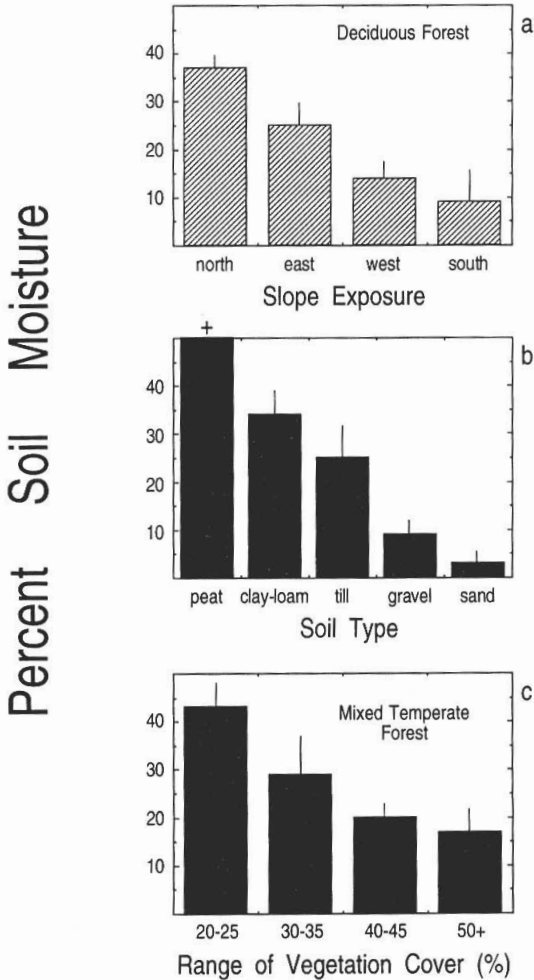 Percent Soil Moisture
a
Deciduous Forest
40
30
20
10
north east west south
Slope Exposure
b
+
40
30
20
10
peat clay-loam till gravel sand
Soil Type
c
Mixed Temperate
Forest
40
30
20
10
20-25 30-35 40-45 50+
Range of Vegetation Cover (%)